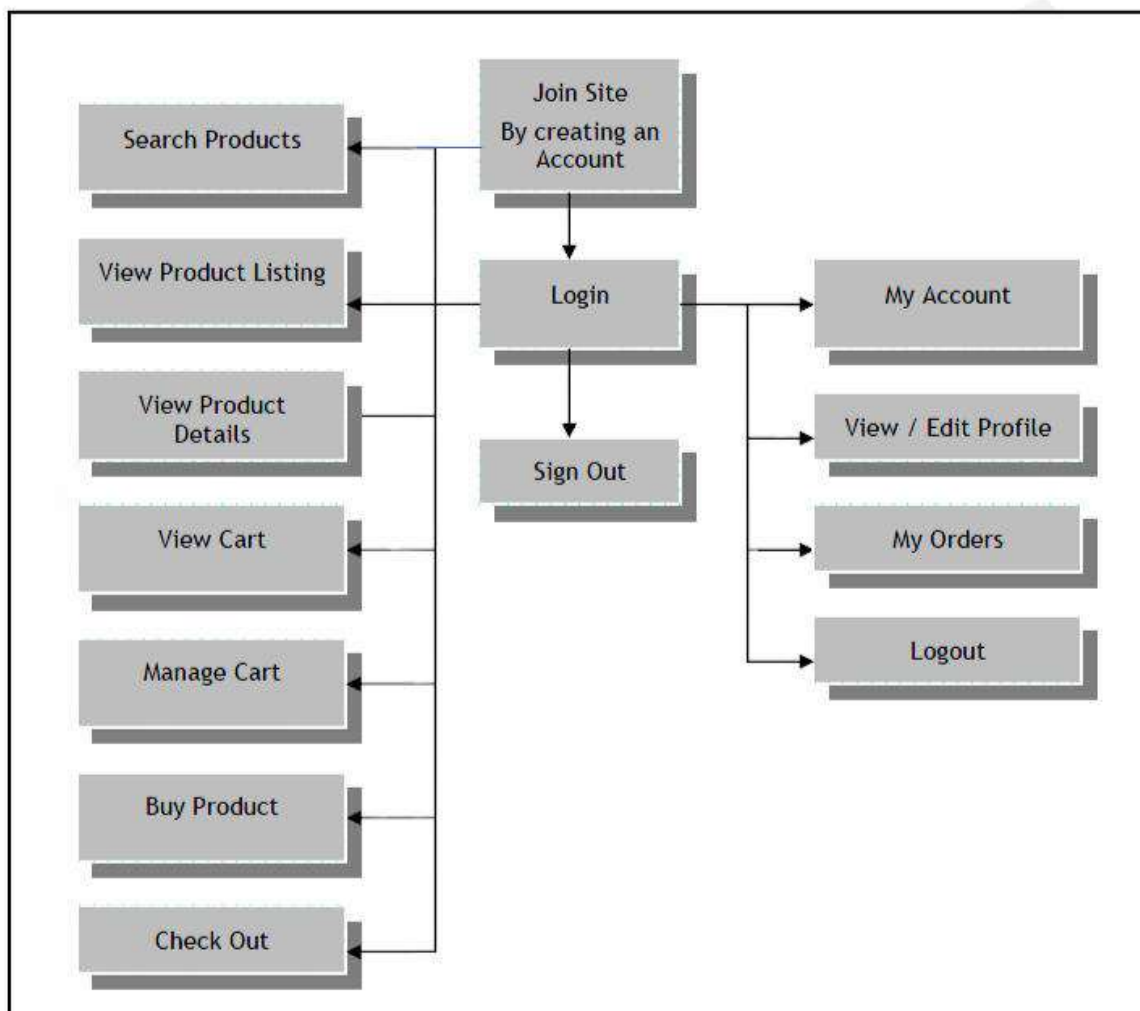 Join Site
By creating an
Account
Search Products
View Product Listing
Login
My Account
View Product
Details
View / Edit Profile
Sign Out
View Cart
My Orders
Manage Cart
Logout
Buy Product
Check Out